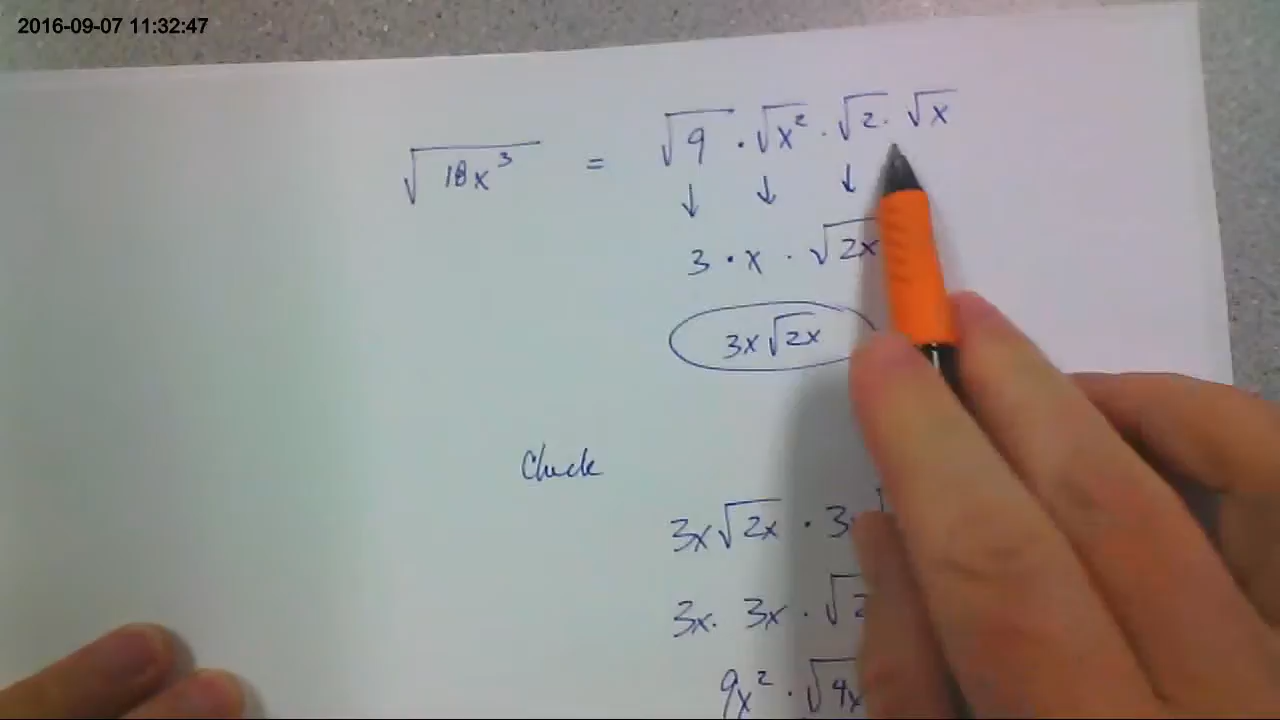 2016-09-07 11:32:47
√18x³ = √9 · √x² · √2 · √x
↓ ↓ ↓
3 · x · √2x
3x√2x
Check
3x√2x · 3
3x · 3x · √2
9x² · √4x